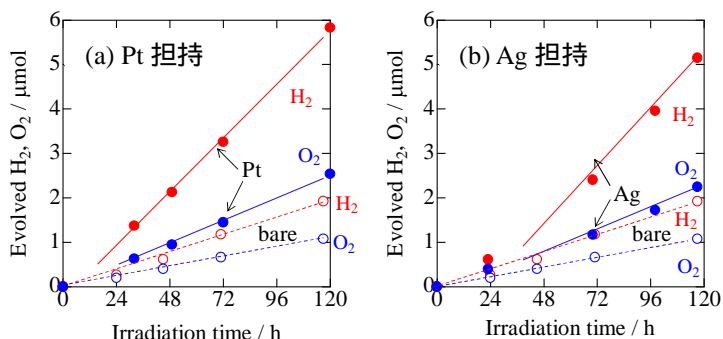 (a) Pt 担持
Evolved H2, O2 / μmol
6
5
4
3
2
1
0
H2
O2
Pt
H2
bare
O2
0 24 48 72 96 120
Irradiation time / h
(b) Ag 担持
Evolved H2, O2 / μmol
6
5
4
3
2
1
0
H2
O2
Ag
H2
bare
O2
0 24 48 72 96 120
Irradiation time / h